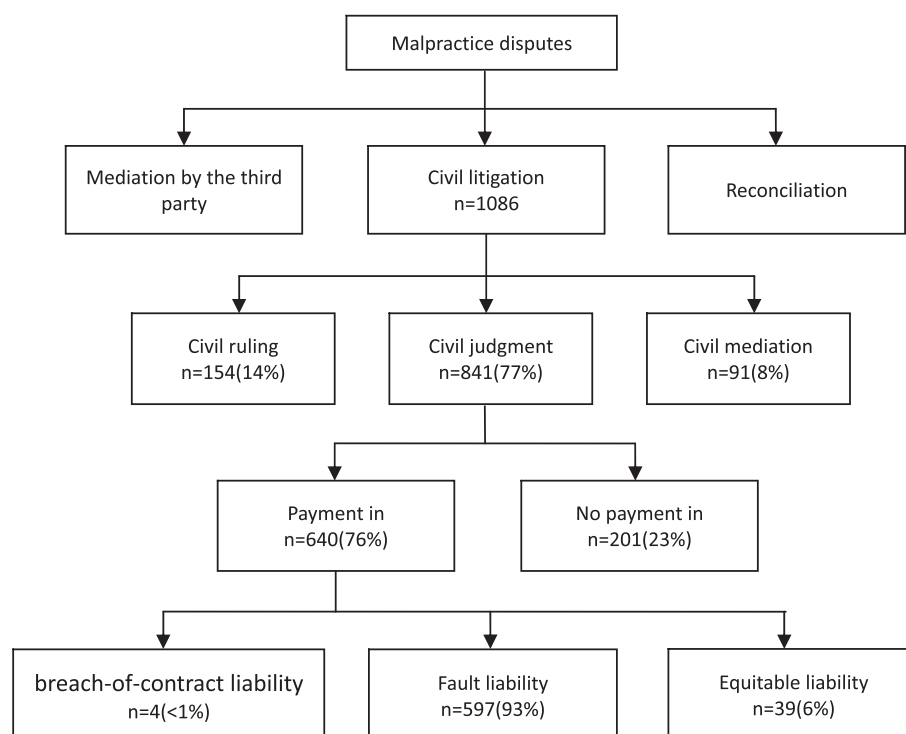 Malpractice disputes
Mediation by the third
party
Civil litigation
n=1086
Reconciliation
Civil ruling
n=154(14%)
Civil judgment
n=841(77%)
Civil mediation
n=91(8%)
Payment in
n=640(76%)
No payment in
n=201(23%)
breach-of-contract liability
n=4(<1%)
Fault liability
n=597(93%)
Equitable liability
n=39(6%)